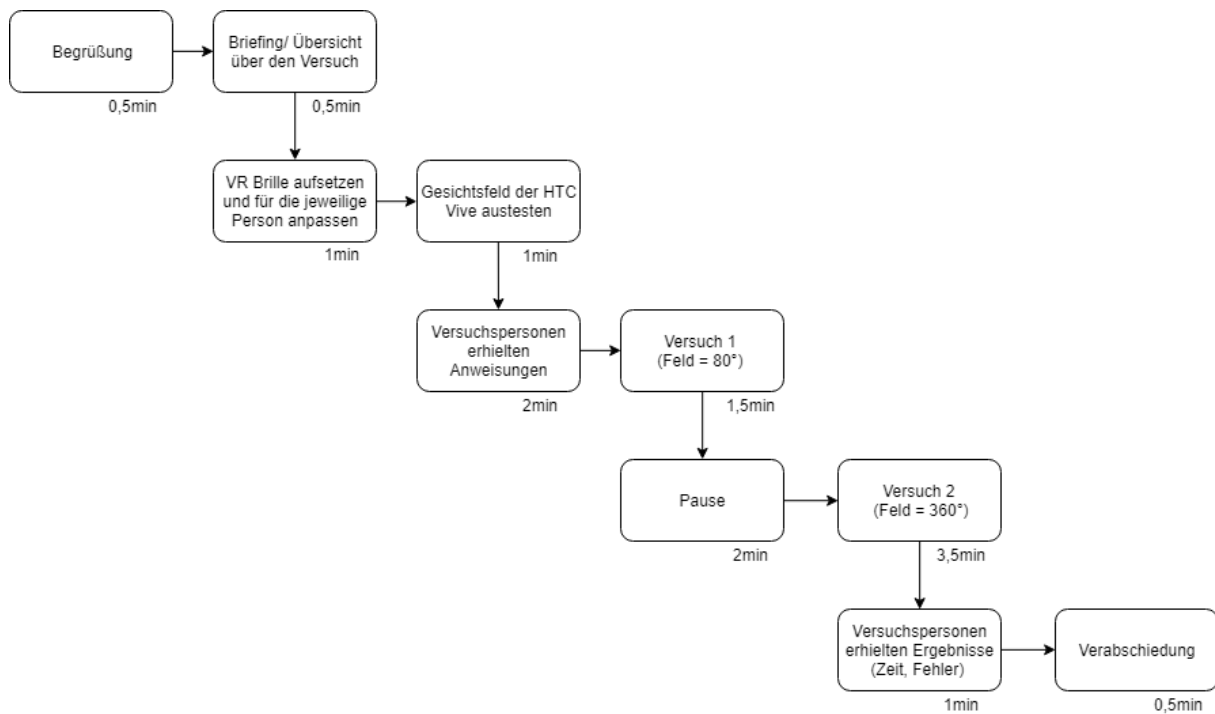 Begrüßung
0,5min
Briefing/ Übersicht
über den Versuch
0,5min
VR Brille aufsetzen
und für die jeweilige
Person anpassen
1min
Gesichtsfeld der HTC
Vive austesten
1min
Versuchspersonen
erhielten
Anweisungen
2min
Versuch 1
(Feld = 80°)
1,5min
Pause
2min
Versuch 2
(Feld = 360°)
3,5min
Versuchspersonen
erhielten Ergebnisse
(Zeit, Fehler)
1min
Verabschiedung
0,5min